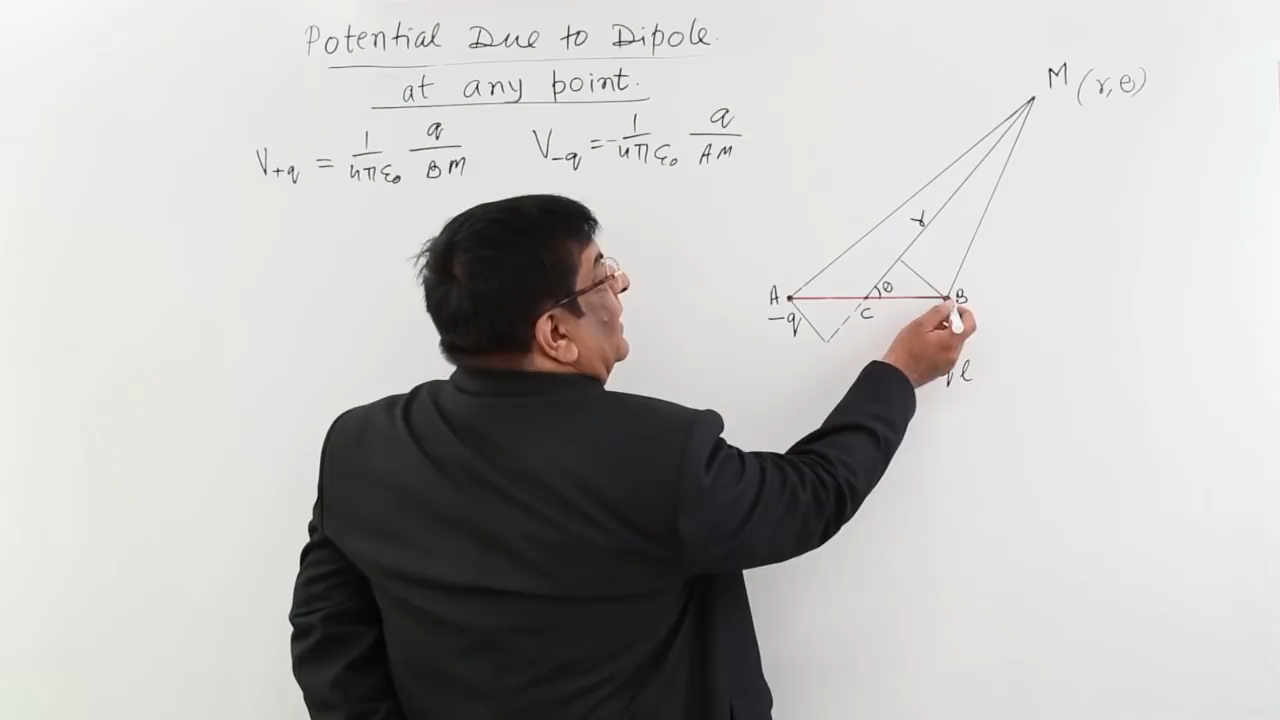 Potential Due to Dipole
at any point.
V+q = 1/4πε₀ q/BM V−q = −1/4πε₀ q/AM
M (r, θ)
r
θ
A B
−q C
l